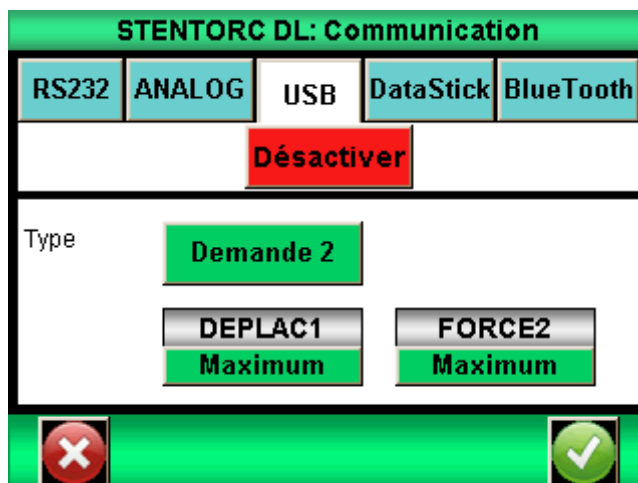 STENTORC DL: Communication
RS232 ANALOG USB DataStick BlueTooth
Désactiver
Type
Demande 2
DEPLAC1 FORCE2
Maximum Maximum